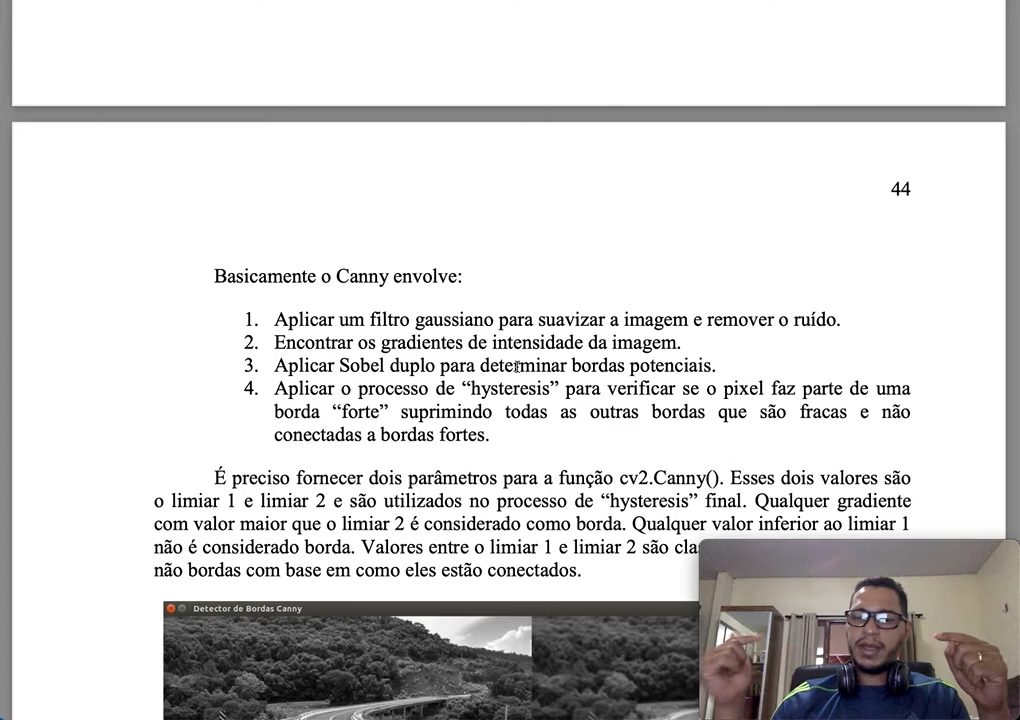 44
Basicamente o Canny envolve:
1. Aplicar um filtro gaussiano para suavizar a imagem e remover o ruído.
2. Encontrar os gradientes de intensidade da imagem.
3. Aplicar Sobel duplo para determinar bordas potenciais.
4. Aplicar o processo de “hysteresis” para verificar se o pixel faz parte de uma
borda “forte” suprimindo todas as outras bordas que são fracas e não
conectadas a bordas fortes.
É preciso fornecer dois parâmetros para a função cv2.Canny(). Esses dois valores são
o limiar 1 e limiar 2 e são utilizados no processo de “hysteresis” final. Qualquer gradiente
com valor maior que o limiar 2 é considerado como borda. Qualquer valor inferior ao limiar 1
não é considerado borda. Valores entre o limiar 1 e limiar 2 são
não bordas com base em como eles estão conectados.
Detector de Bordas Canny